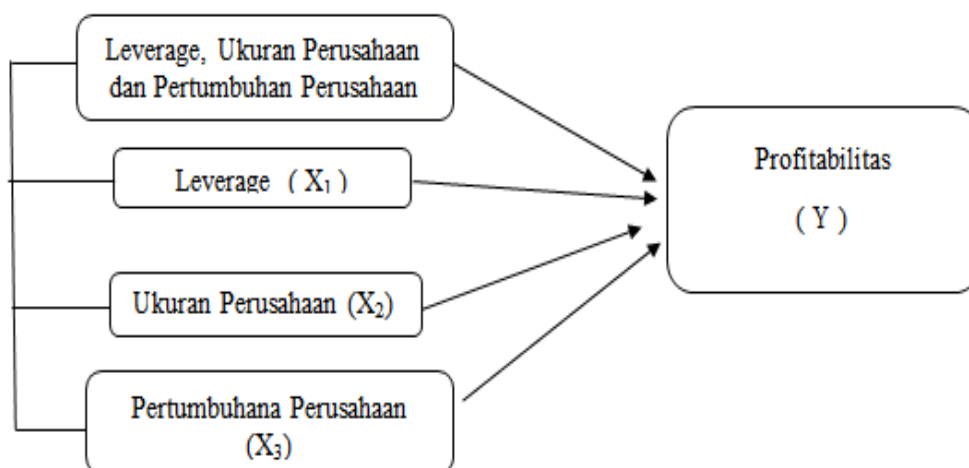 Leverage, Ukuran Perusahaan
dan Pertumbuhan Perusahaan
Leverage ( X₁ )
Ukuran Perusahaan (X₂)
Pertumbuhana Perusahaan
(X₃)
Profitabilitas
( Y )